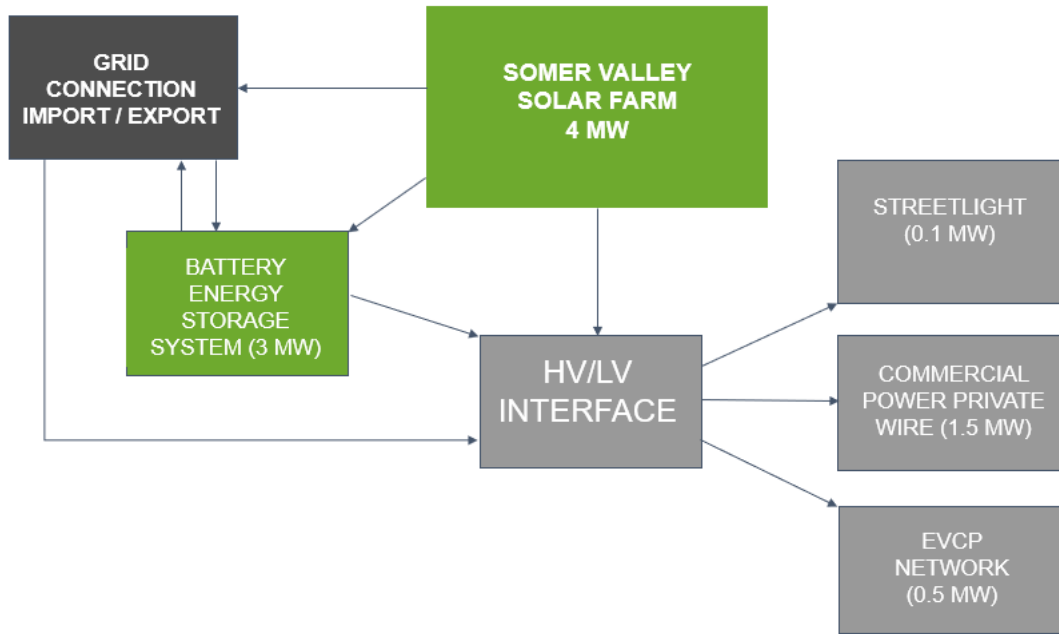 GRID
CONNECTION
IMPORT / EXPORT
SOMER VALLEY
SOLAR FARM
4 MW
STREETLIGHT
(0.1 MW)
BATTERY
ENERGY
STORAGE
SYSTEM (3 MW)
HV/LV
INTERFACE
COMMERCIAL
POWER PRIVATE
WIRE (1.5 MW)
EVCP
NETWORK
(0.5 MW)